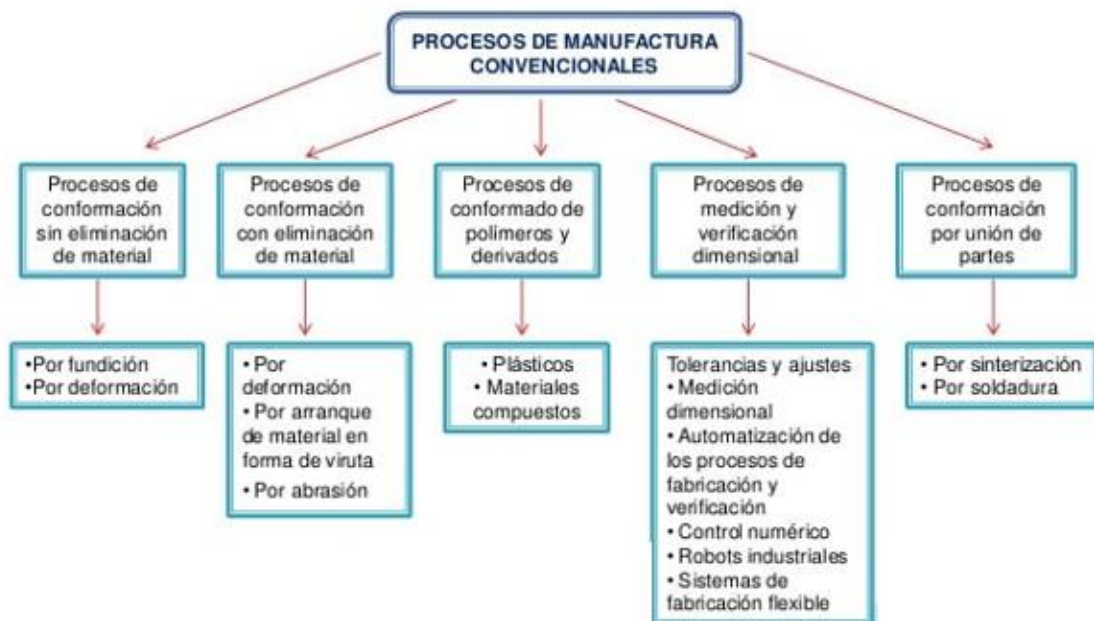 PROCESOS DE MANUFACTURA
CONVENCIONALES
Procesos de
conformación
sin eliminación
de material
Procesos de
conformación
con eliminación
de material
Procesos de
conformado de
polímeros y
derivados
Procesos de
medición y
verificación
dimensional
Procesos de
conformación
por unión de
partes
•Por fundición
•Por deformación
• Por
deformación
• Por arranque
de material en
forma de viruta
• Por abrasión
• Plásticos
• Materiales
compuestos
Tolerancias y ajustes
• Medición
dimensional
• Automatización de
los procesos de
fabricación y
verificación
• Control numérico
• Robots industriales
• Sistemas de
fabricación flexible
• Por sinterización
• Por soldadura